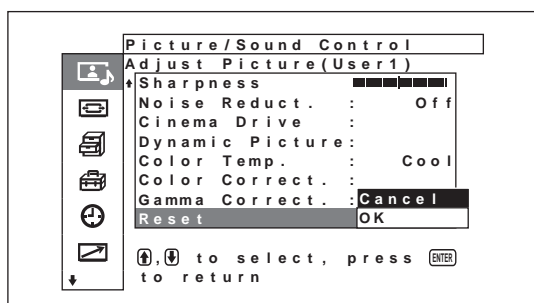 Picture/Sound Control
Adjust Picture(User1)
Sharpness
Noise Reduct. : Off
Cinema Drive :
Dynamic Picture:
Color Temp. : Cool
Color Correct. :
Gamma Correct. : Cancel
Reset OK
, to select, press ENTER
to return